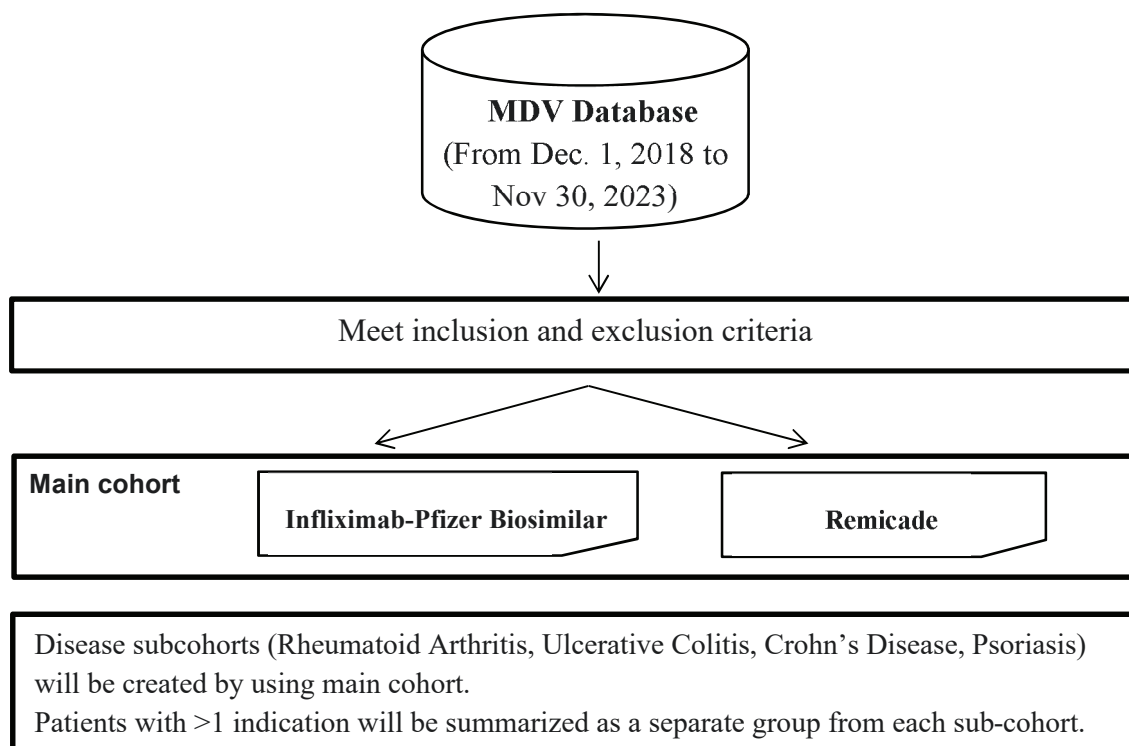 MDV Database
(From Dec. 1, 2018 to
Nov 30, 2023)
Meet inclusion and exclusion criteria
Main cohort
Infliximab-Pfizer Biosimilar
Remicade
Disease subcohorts (Rheumatoid Arthritis, Ulcerative Colitis, Crohn’s Disease, Psoriasis)
will be created by using main cohort.
Patients with >1 indication will be summarized as a separate group from each sub-cohort.